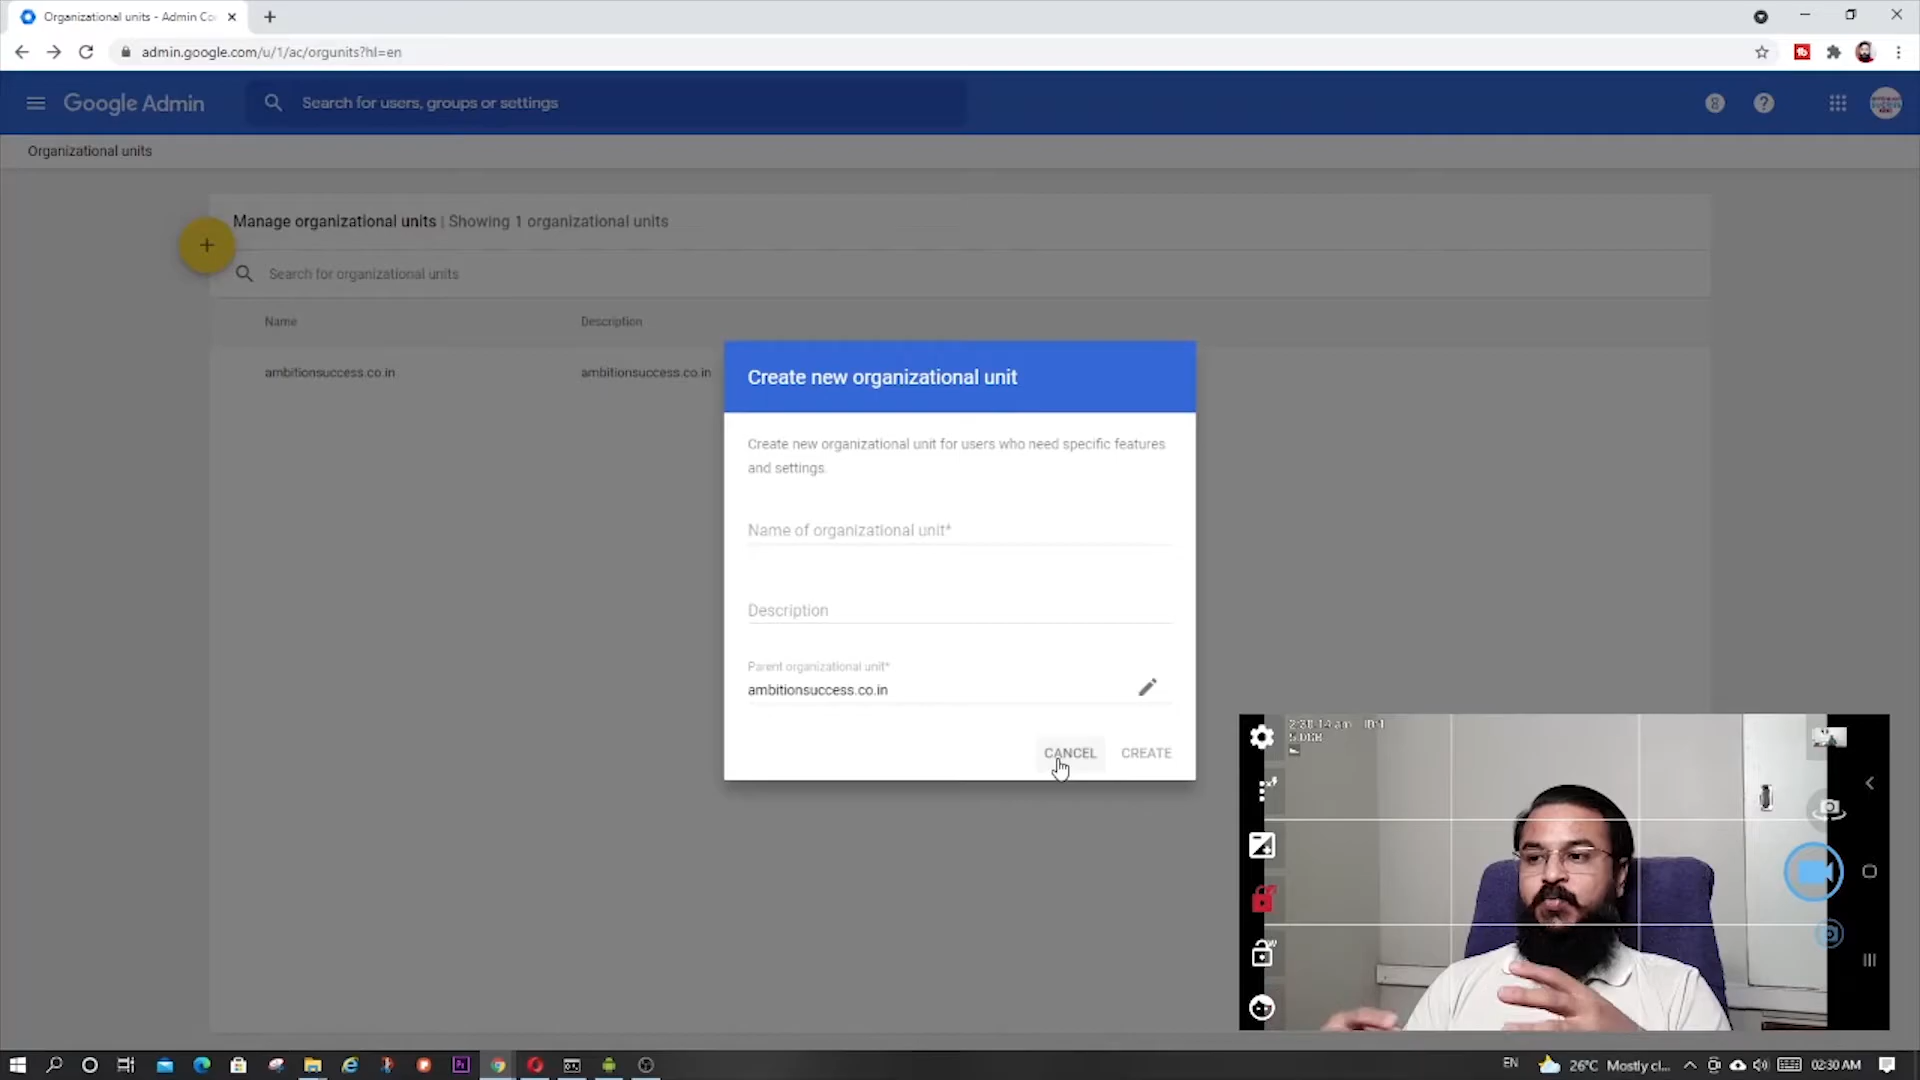 Organizational units - Admin Co
admin.google.com/u/1/ac/orgunits?hl=en
Google Admin
Search for users, groups or settings
Organizational units
Manage organizational units | Showing 1 organizational units
Search for organizational units
Name Description
ambitionsuccess.co.in ambitionsuccess.co.in
Create new organizational unit
Create new organizational unit for users who need specific features
and settings.
Name of organizational unit*
Description
Parent organizational unit*
ambitionsuccess.co.in
CANCEL CREATE
EN 26°C Mostly cl... 02:30 AM